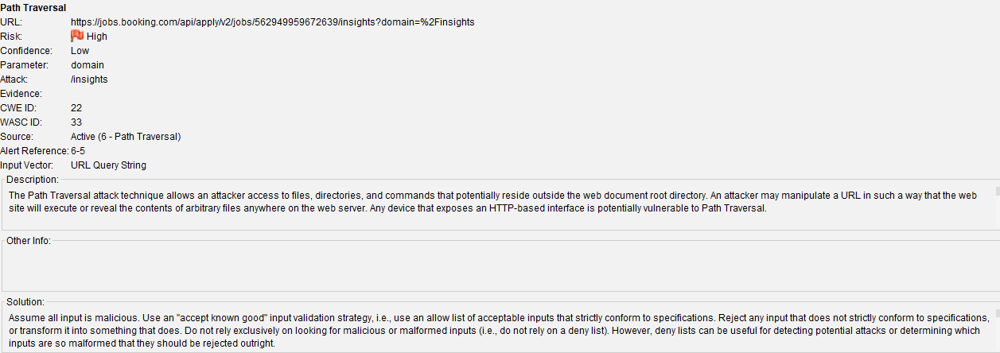 Path Traversal
URL: https://jobs.booking.com/api/apply/v2/jobs/562949959672639/insights?domain=%2Finsights
Risk: High
Confidence: Low
Parameter: domain
Attack: /insights
Evidence:
CWE ID: 22
WASC ID: 33
Source: Active (6 - Path Traversal)
Alert Reference: 6-5
Input Vector: URL Query String
Description:
The Path Traversal attack technique allows an attacker access to files, directories, and commands that potentially reside outside the web document root directory. An attacker may manipulate a URL in such a way that the web
site will execute or reveal the contents of arbitrary files anywhere on the web server. Any device that exposes an HTTP-based interface is potentially vulnerable to Path Traversal.
Other Info:
Solution:
Assume all input is malicious. Use an "accept known good" input validation strategy, i.e., use an allow list of acceptable inputs that strictly conform to specifications. Reject any input that does not strictly conform to specifications,
or transform it into something that does. Do not rely exclusively on looking for malicious or malformed inputs (i.e., do not rely on a deny list). However, deny lists can be useful for detecting potential attacks or determining which
inputs are so malformed that they should be rejected outright.